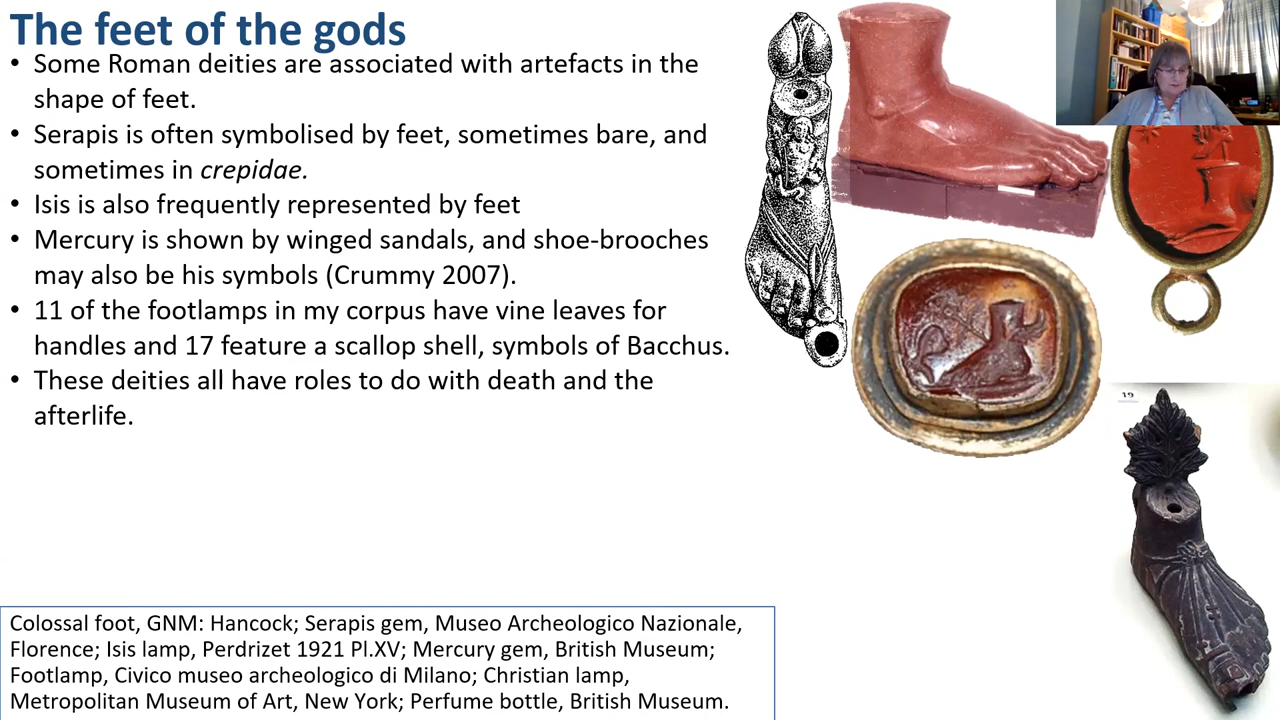 The feet of the gods
• Some Roman deities are associated with artefacts in the
shape of feet.
• Serapis is often symbolised by feet, sometimes bare, and
sometimes in crepidae.
• Isis is also frequently represented by feet
• Mercury is shown by winged sandals, and shoe-brooches
may also be his symbols (Crummy 2007).
• 11 of the footlamps in my corpus have vine leaves for
handles and 17 feature a scallop shell, symbols of Bacchus.
• These deities all have roles to do with death and the
afterlife.
19
Colossal foot, GNM: Hancock; Serapis gem, Museo Archeologico Nazionale,
Florence; Isis lamp, Perdrizet 1921 Pl.XV; Mercury gem, British Museum;
Footlamp, Civico museo archeologico di Milano; Christian lamp,
Metropolitan Museum of Art, New York; Perfume bottle, British Museum.